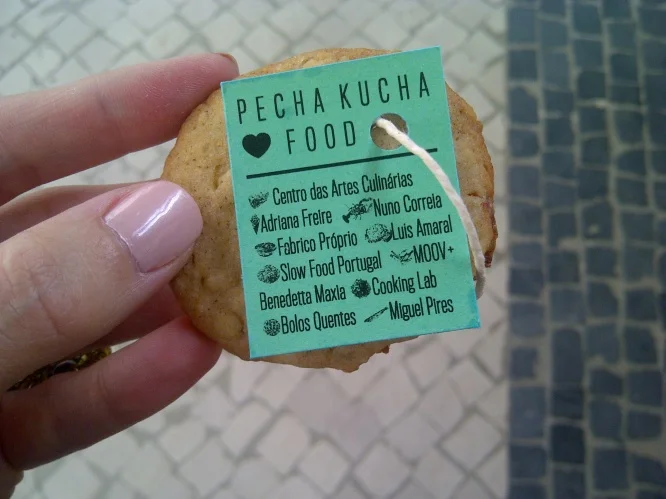 PECHA KUCHA
FOOD
Centro das Artes Culinárias
Adriana Freire Nuno Correia
Fabrico Próprio Luis Amaral
Slow Food Portugal MOOV+
Benedetta Maxia Cooking Lab
Bolos Quentes Miguel Pires